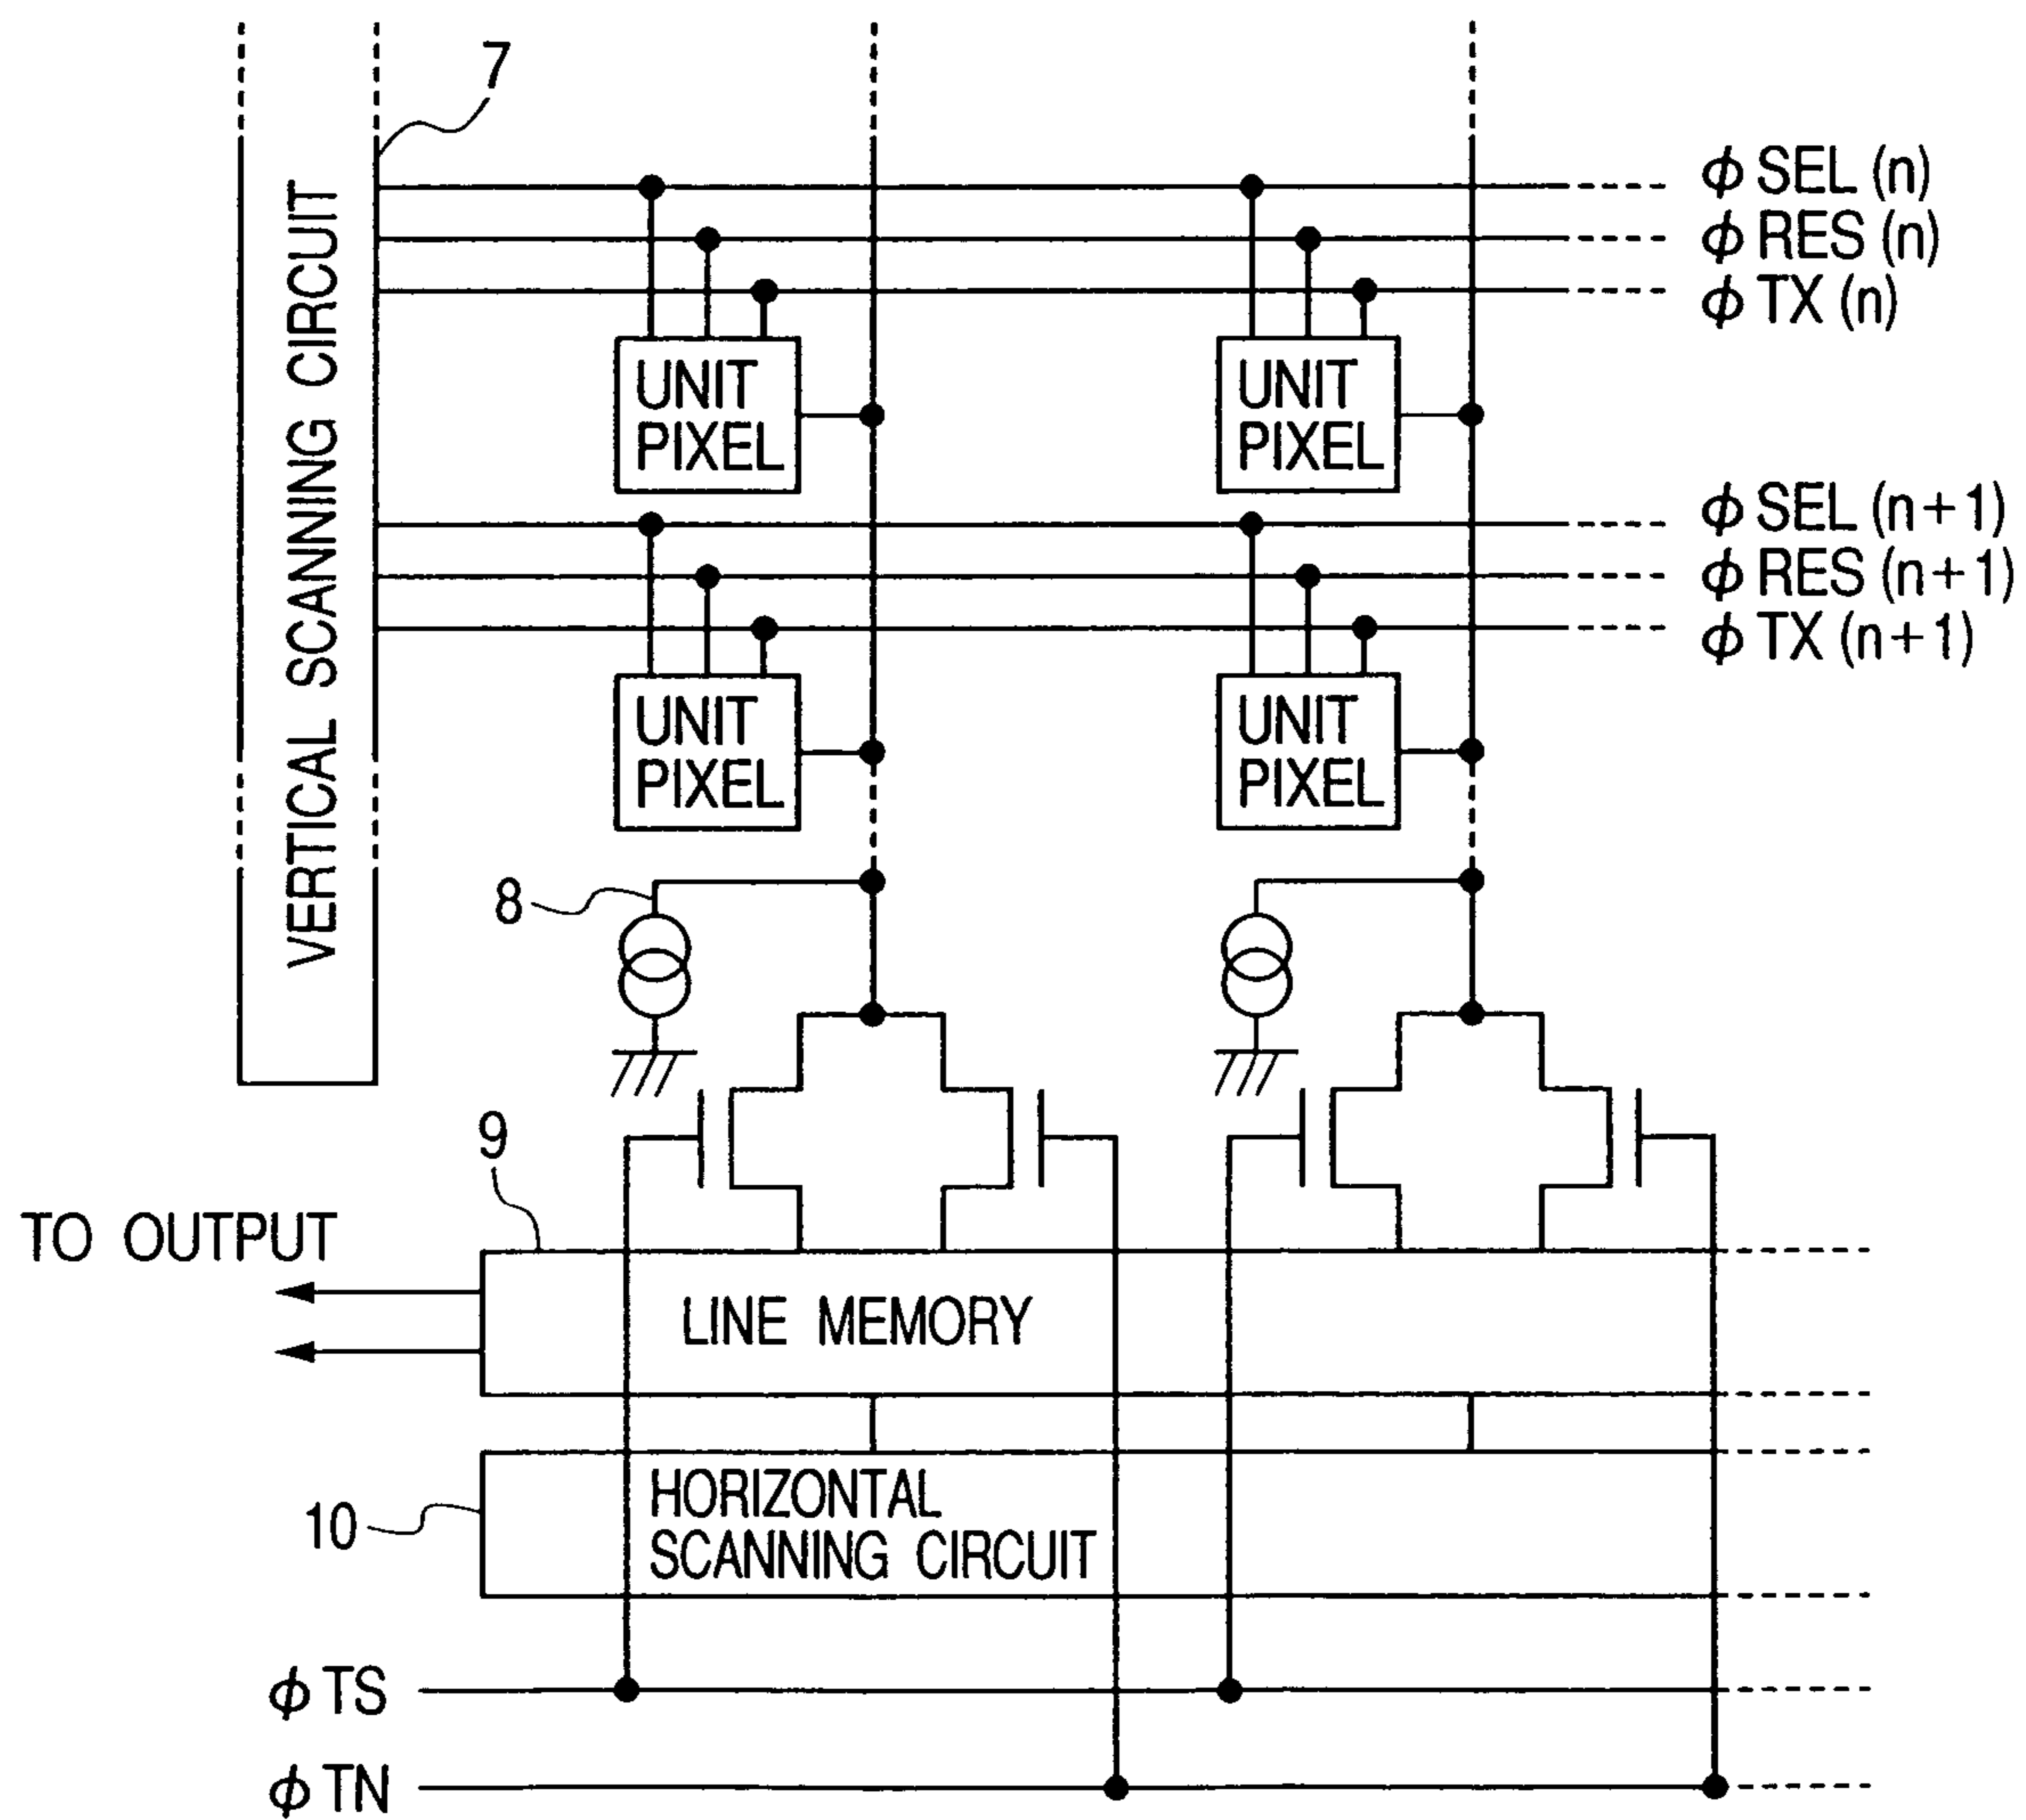 7
VERTICAL SCANNING CIRCUIT
ϕ SEL (n)
ϕ RES (n)
ϕ TX (n)
UNIT
PIXEL
UNIT
PIXEL
ϕ SEL (n+1)
ϕ RES (n+1)
ϕ TX (n+1)
UNIT
PIXEL
UNIT
PIXEL
8
9
TO OUTPUT
LINE MEMORY
10
HORIZONTAL
SCANNING CIRCUIT
ϕ TS
ϕ TN